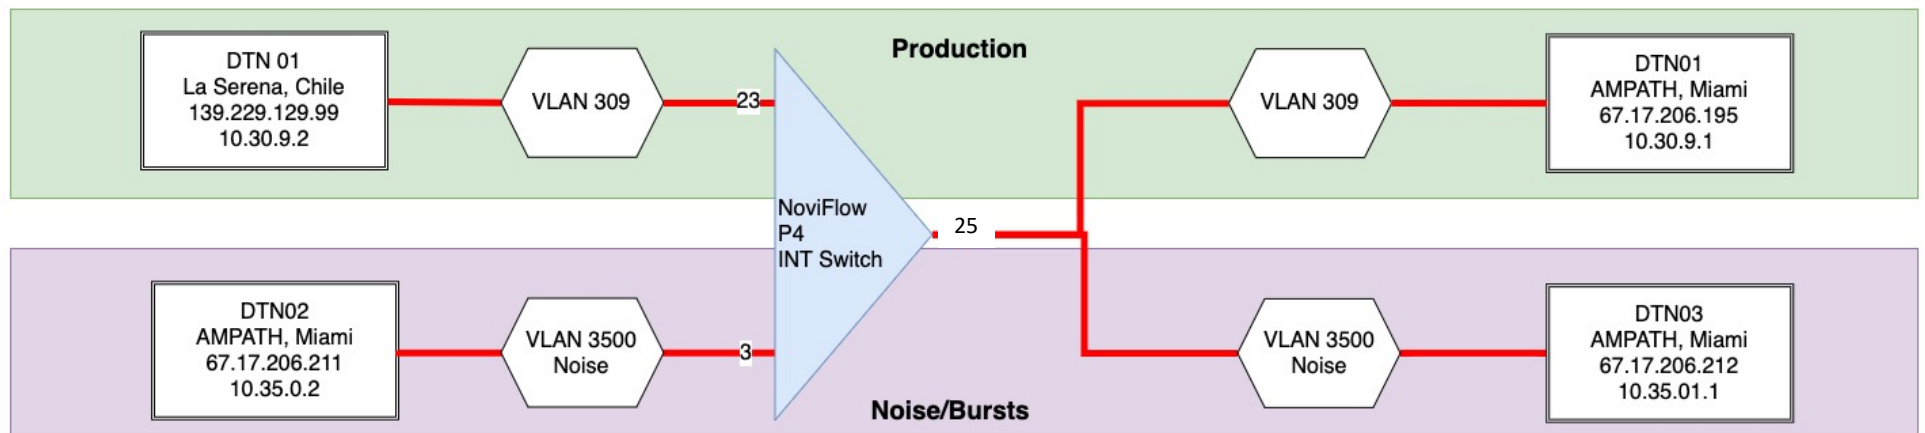 Production
DTN 01
La Serena, Chile
139.229.129.99
10.30.9.2
VLAN 309
23
VLAN 309
DTN01
AMPATH, Miami
67.17.206.195
10.30.9.1
NoviFlow
P4
INT Switch
25
DTN02
AMPATH, Miami
67.17.206.211
10.35.0.2
VLAN 3500
Noise
3
VLAN 3500
Noise
DTN03
AMPATH, Miami
67.17.206.212
10.35.01.1
Noise/Bursts